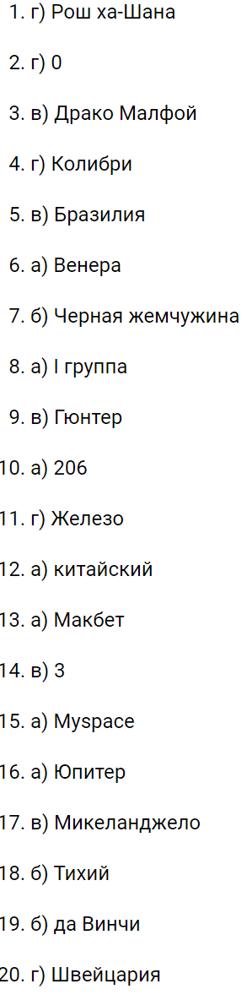 1. г) Рош ха-Шана
2. г) 0
3. в) Драко Малфой
4. г) Колибри
5. в) Бразилия
6. а) Венера
7. б) Черная жемчужина
8. а) I группа
9. в) Гюнтер
10. а) 206
11. г) Железо
12. а) китайский
13. а) Макбет
14. в) 3
15. а) Myspace
16. а) Юпитер
17. в) Микеланджело
18. б) Тихий
19. б) да Винчи
20. г) Швейцария